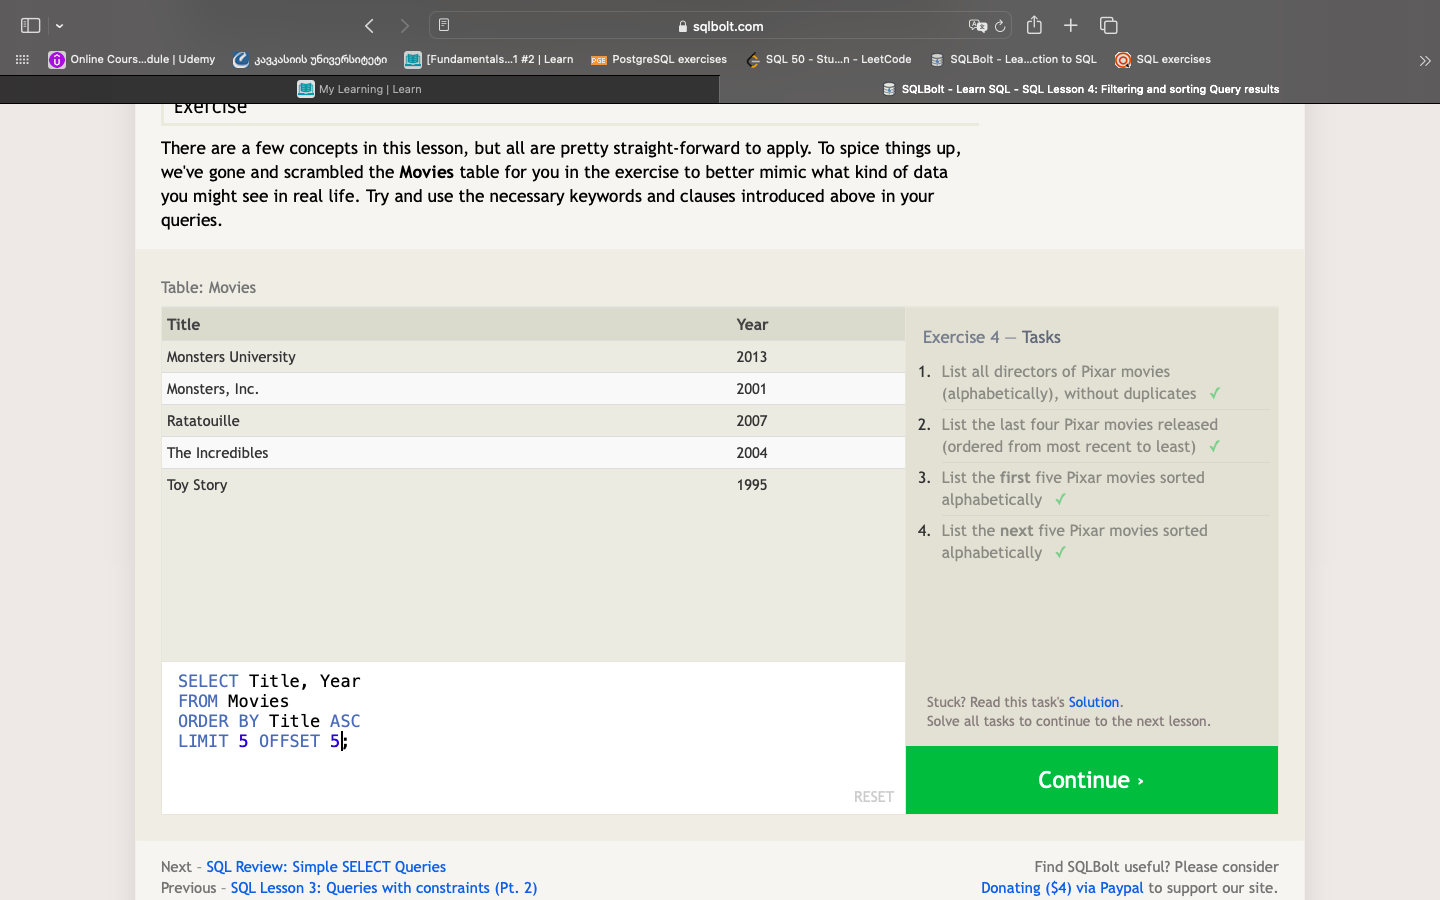 sqlbolt.com
Online Cours...dule | Udemy
კავკასიის უნივერსიტეტი
[Fundamentals...1 #2 | Learn
PGE PostgreSQL exercises
SQL 50 - Stu...n - LeetCode
SQLBolt - Lea...ction to SQL
SQL exercises
My Learning | Learn
SQLBolt - Learn SQL - SQL Lesson 4: Filtering and sorting Query results
Exercise
There are a few concepts in this lesson, but all are pretty straight-forward to apply. To spice things up,
we've gone and scrambled the Movies table for you in the exercise to better mimic what kind of data
you might see in real life. Try and use the necessary keywords and clauses introduced above in your
queries.
Table: Movies
Title Year
Monsters University 2013
Monsters, Inc. 2001
Ratatouille 2007
The Incredibles 2004
Toy Story 1995
SELECT Title, Year
FROM Movies
ORDER BY Title ASC
LIMIT 5 OFFSET 5;
RESET
Exercise 4 — Tasks
1. List all directors of Pixar movies
(alphabetically), without duplicates ✓
2. List the last four Pixar movies released
(ordered from most recent to least) ✓
3. List the first five Pixar movies sorted
alphabetically ✓
4. List the next five Pixar movies sorted
alphabetically ✓
Stuck? Read this task's Solution.
Solve all tasks to continue to the next lesson.
Continue ›
Next – SQL Review: Simple SELECT Queries
Previous – SQL Lesson 3: Queries with constraints (Pt. 2)
Find SQLBolt useful? Please consider
Donating ($4) via Paypal to support our site.